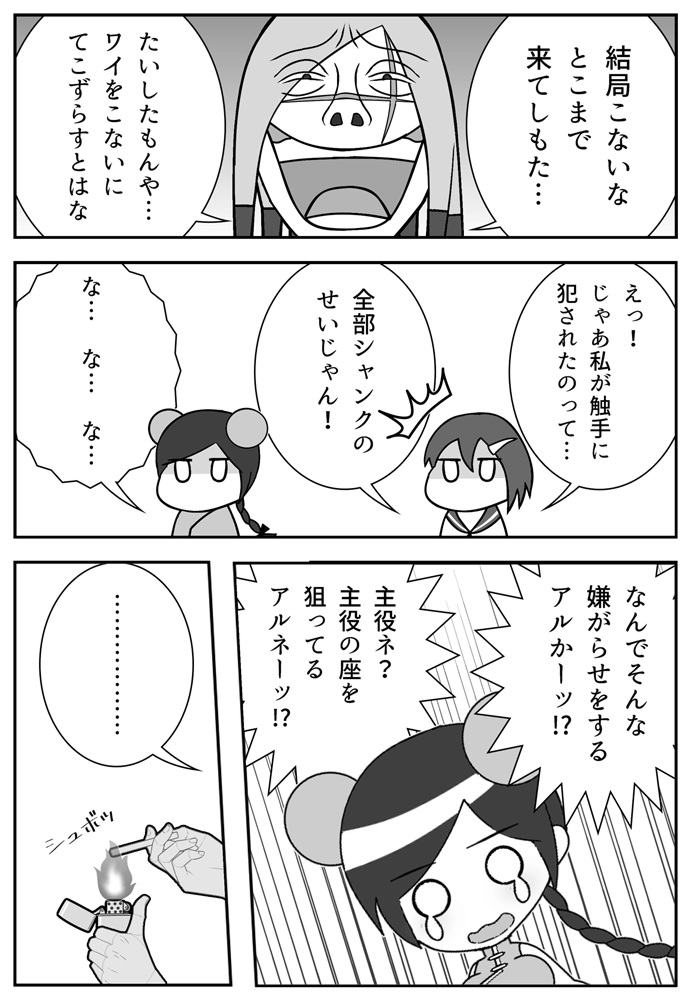 結局こないな
とこまで
来てしもた…
たいしたもんや…
ワイをこないに
てこずらすとはな
えっ！
じゃあ私が触手に
犯されたのって…
全部シャンクの
せいじゃん！
な… な… な…
なんでそんな
嫌がらせをする
アルかーッ!?
主役ネ？
主役の座を
狙ってる
アルネーッ!?
…………………
シュボッ